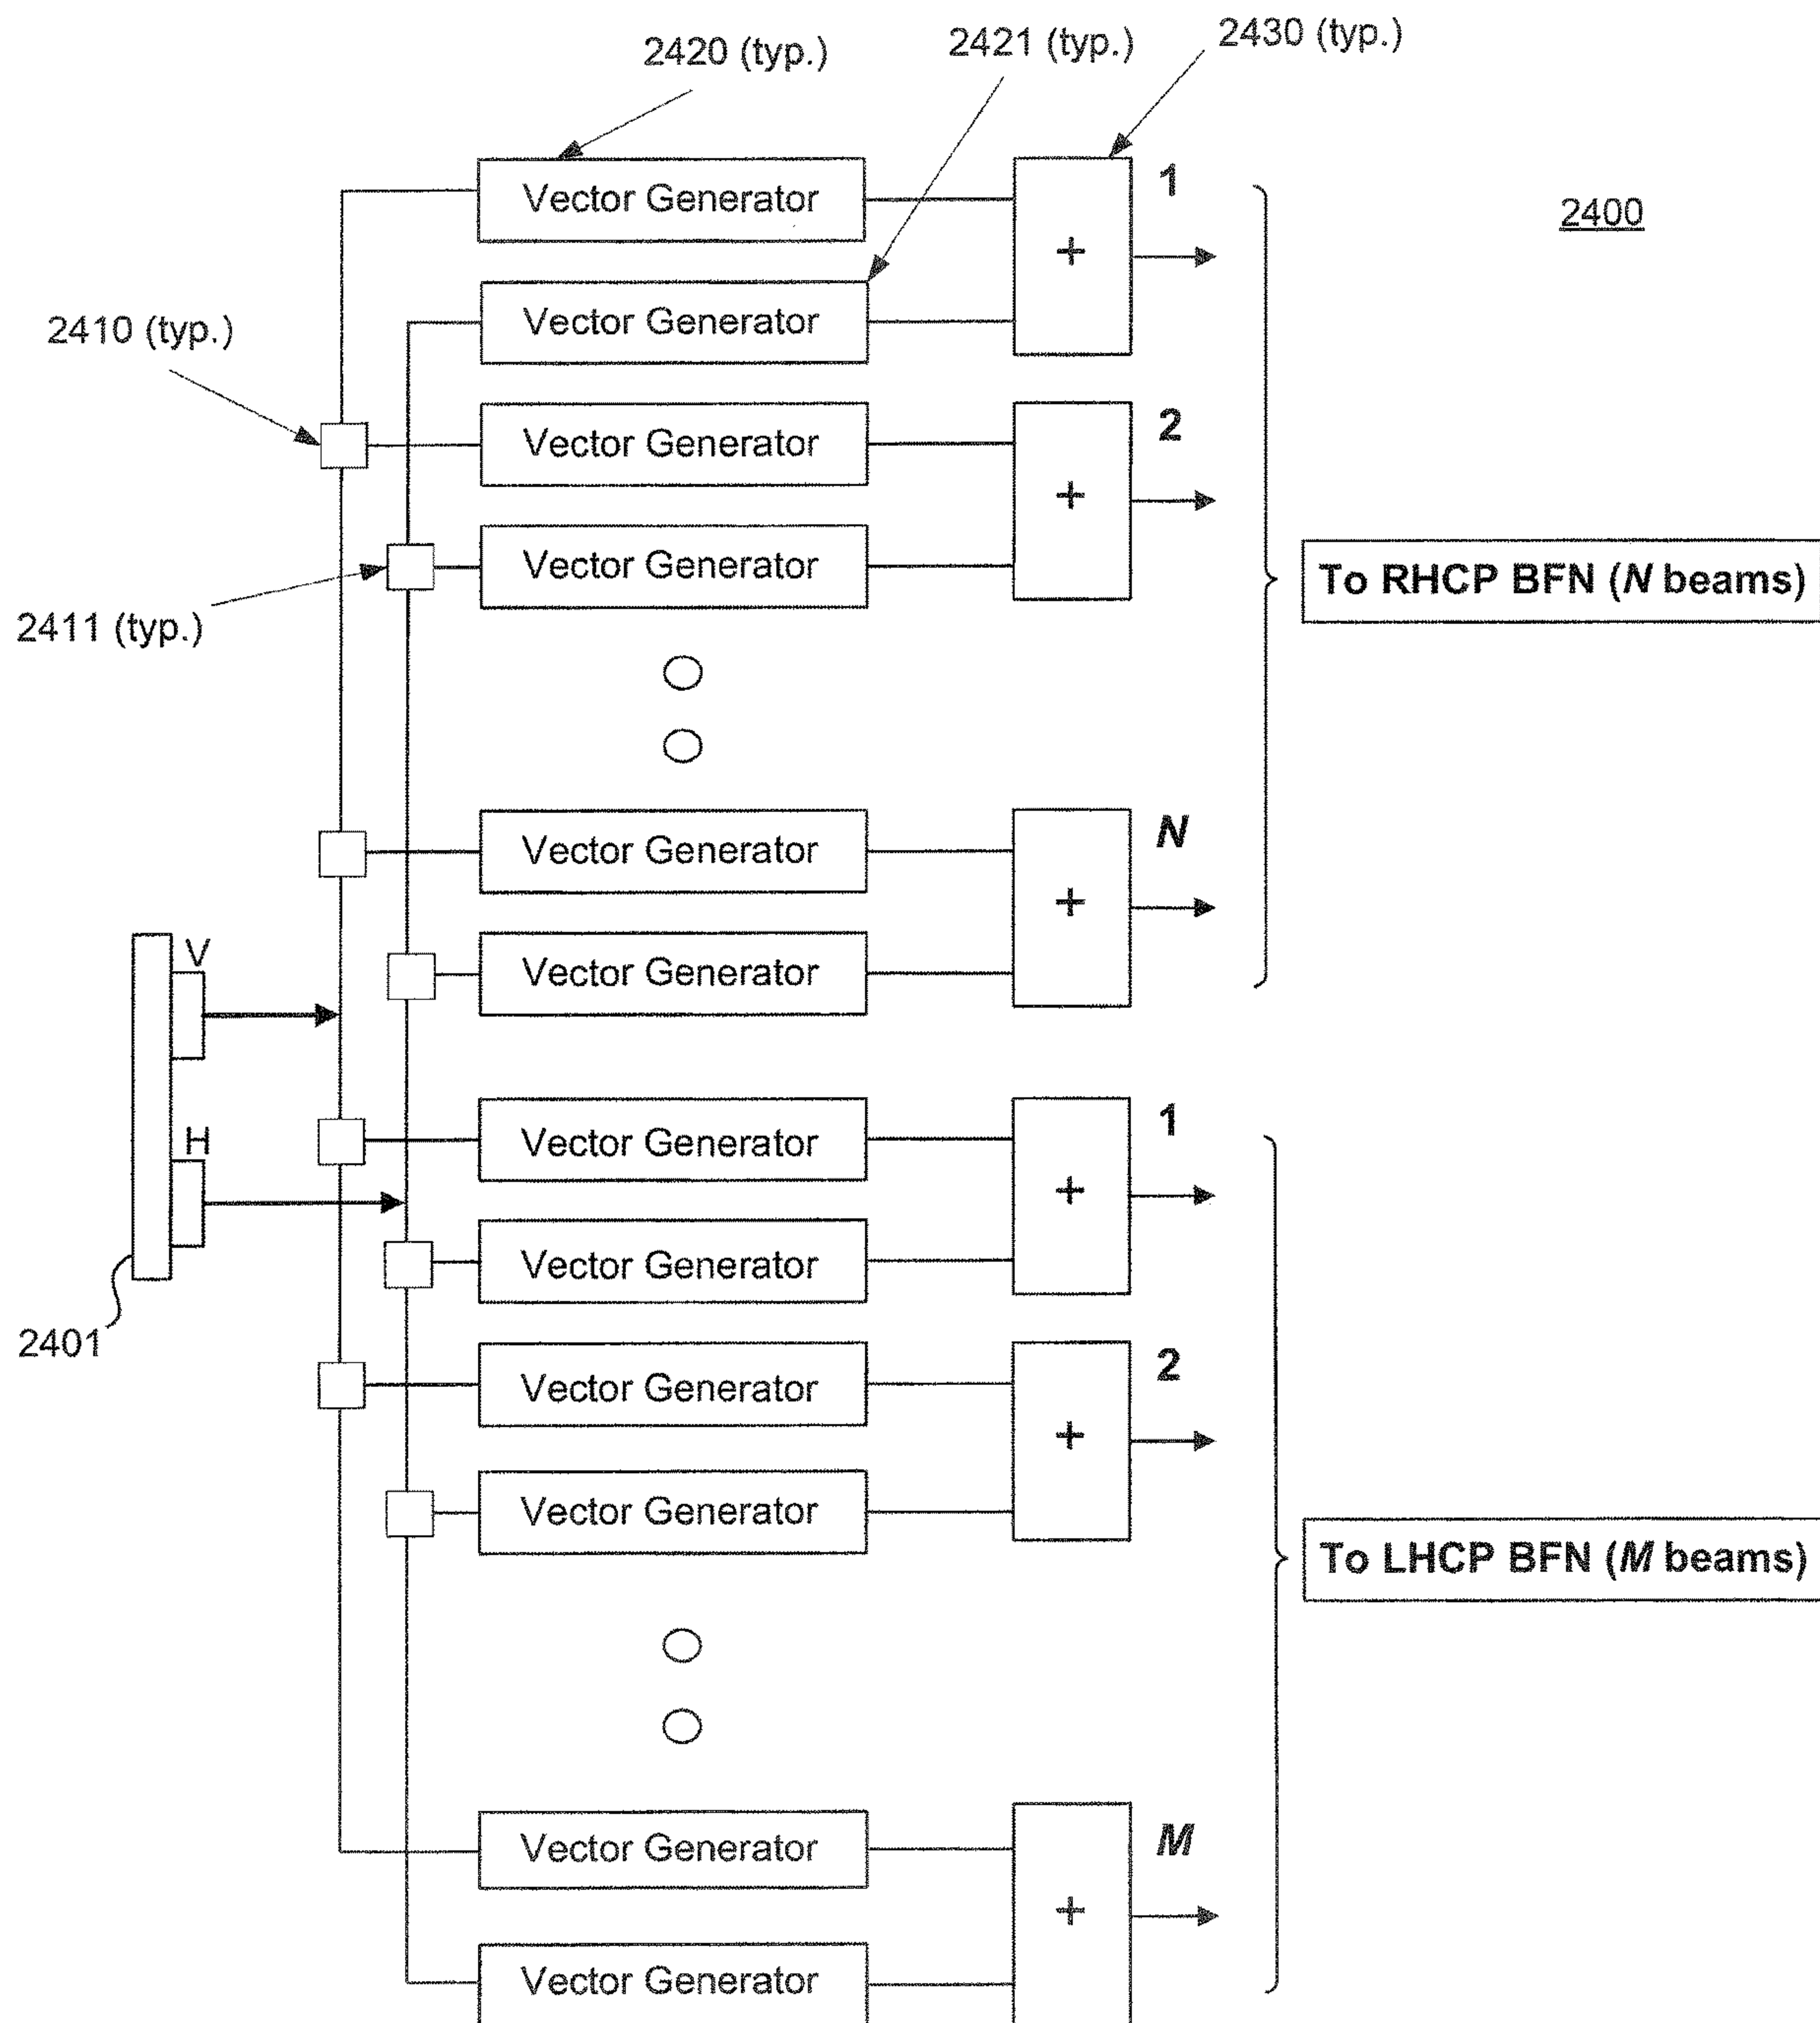 2420 (typ.)
2421 (typ.)
2430 (typ.)
2400
Vector Generator
1
+
Vector Generator
2410 (typ.)
Vector Generator
2
+
Vector Generator
2411 (typ.)
To RHCP BFN (N beams)
Vector Generator
N
+
Vector Generator
V
H
2401
Vector Generator
1
+
Vector Generator
Vector Generator
2
+
Vector Generator
To LHCP BFN (M beams)
Vector Generator
M
+
Vector Generator